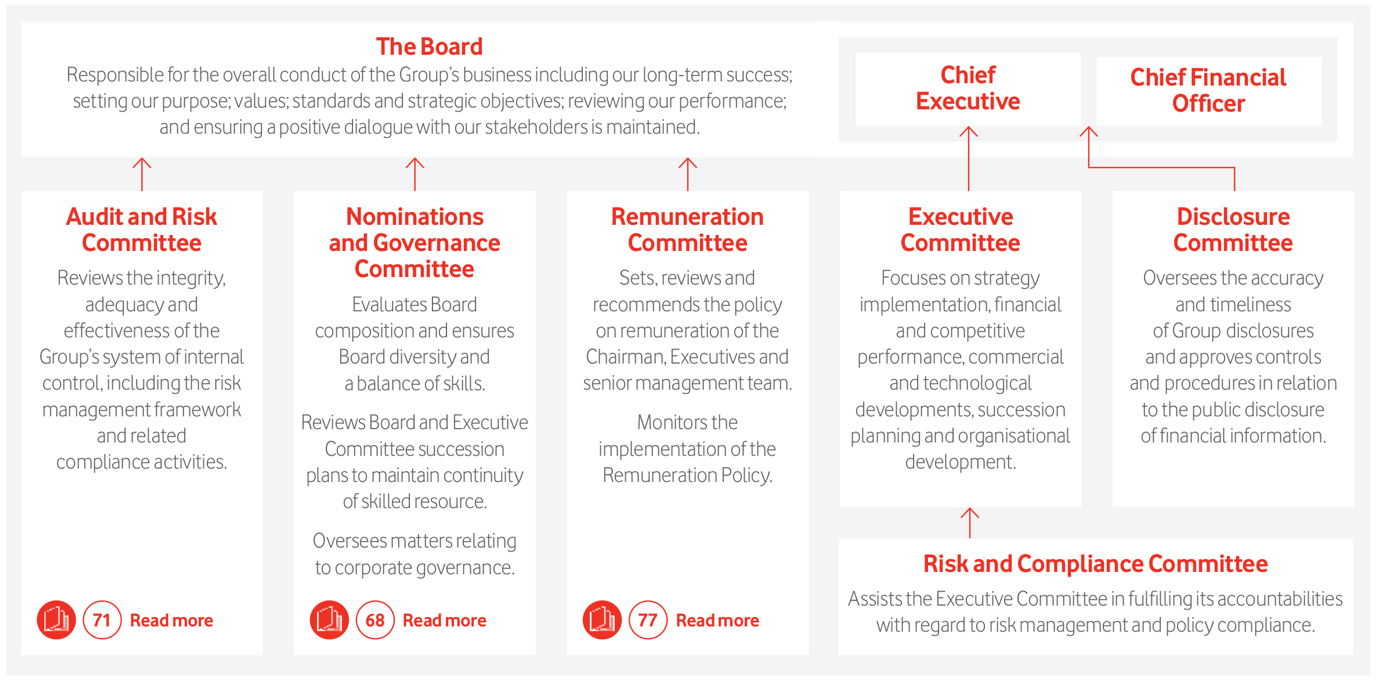 The Board
Responsible for the overall conduct of the Group's business including our long-term success;
setting our purpose; values; standards and strategic objectives; reviewing our performance;
and ensuring a positive dialogue with our stakeholders is maintained.
Chief
Executive
Chief Financial
Officer
Audit and Risk
Committee
Reviews the integrity,
adequacy and
effectiveness of the
Group's system of internal
control, including the risk
management framework
and related
compliance activities.
71 Read more
Nominations
and Governance
Committee
Evaluates Board
composition and ensures
Board diversity and
a balance of skills.
Reviews Board and Executive
Committee succession
plans to maintain continuity
of skilled resource.
Oversees matters relating
to corporate governance.
68 Read more
Remuneration
Committee
Sets, reviews and
recommends the policy
on remuneration of the
Chairman, Executives and
senior management team.
Monitors the
implementation of the
Remuneration Policy.
77 Read more
Executive
Committee
Focuses on strategy
implementation, financial
and competitive
performance, commercial
and technological
developments, succession
planning and organisational
development.
Disclosure
Committee
Oversees the accuracy
and timeliness
of Group disclosures
and approves controls
and procedures in relation
to the public disclosure
of financial information.
Risk and Compliance Committee
Assists the Executive Committee in fulfilling its accountabilities
with regard to risk management and policy compliance.